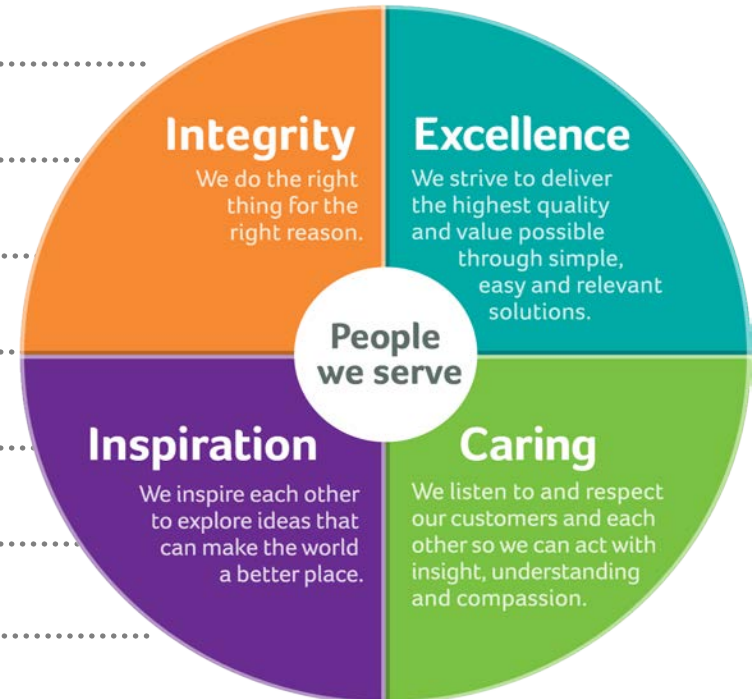 Integrity
We do the right
thing for the
right reason.
Excellence
We strive to deliver
the highest quality
and value possible
through simple,
easy and relevant
solutions.
People
we serve
Inspiration
We inspire each other
to explore ideas that
can make the world
a better place.
Caring
We listen to and respect
our customers and each
other so we can act with
insight, understanding
and compassion.